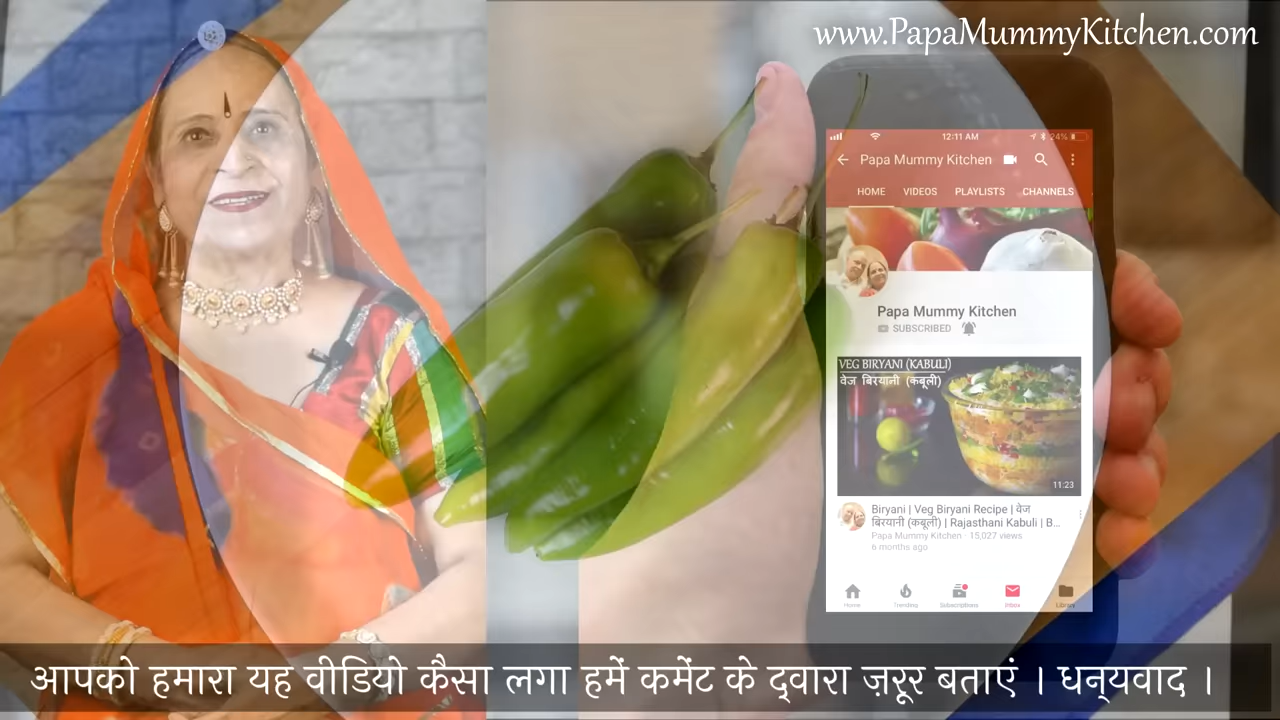 www.PapaMummyKitchen.com
12:11 AM
24%
Papa Mummy Kitchen
HOME VIDEOS PLAYLISTS CHANNELS
Papa Mummy Kitchen
SUBSCRIBED
VEG BIRYANI (KABULI)
वेज बिरयानी (कबूली)
11:23
Biryani | Veg Biryani Recipe | वेज
बिरयानी (कबूली) | Rajasthani Kabuli | B...
Papa Mummy Kitchen · 15,027 views
6 months ago
Home Trending Subscriptions Inbox Library
आपको हमारा यह वीडियो कैसा लगा हमें कमेंट के द्वारा ज़रूर बताएं । धन्यवाद ।